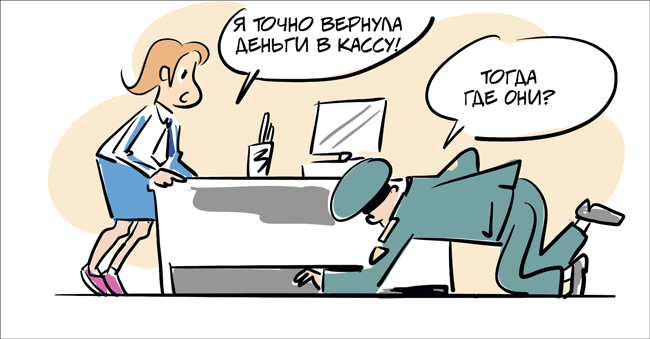 Я ТОЧНО ВЕРНУЛА
ДЕНЬГИ В КАССУ!
ТОГДА
ГДЕ ОНИ?